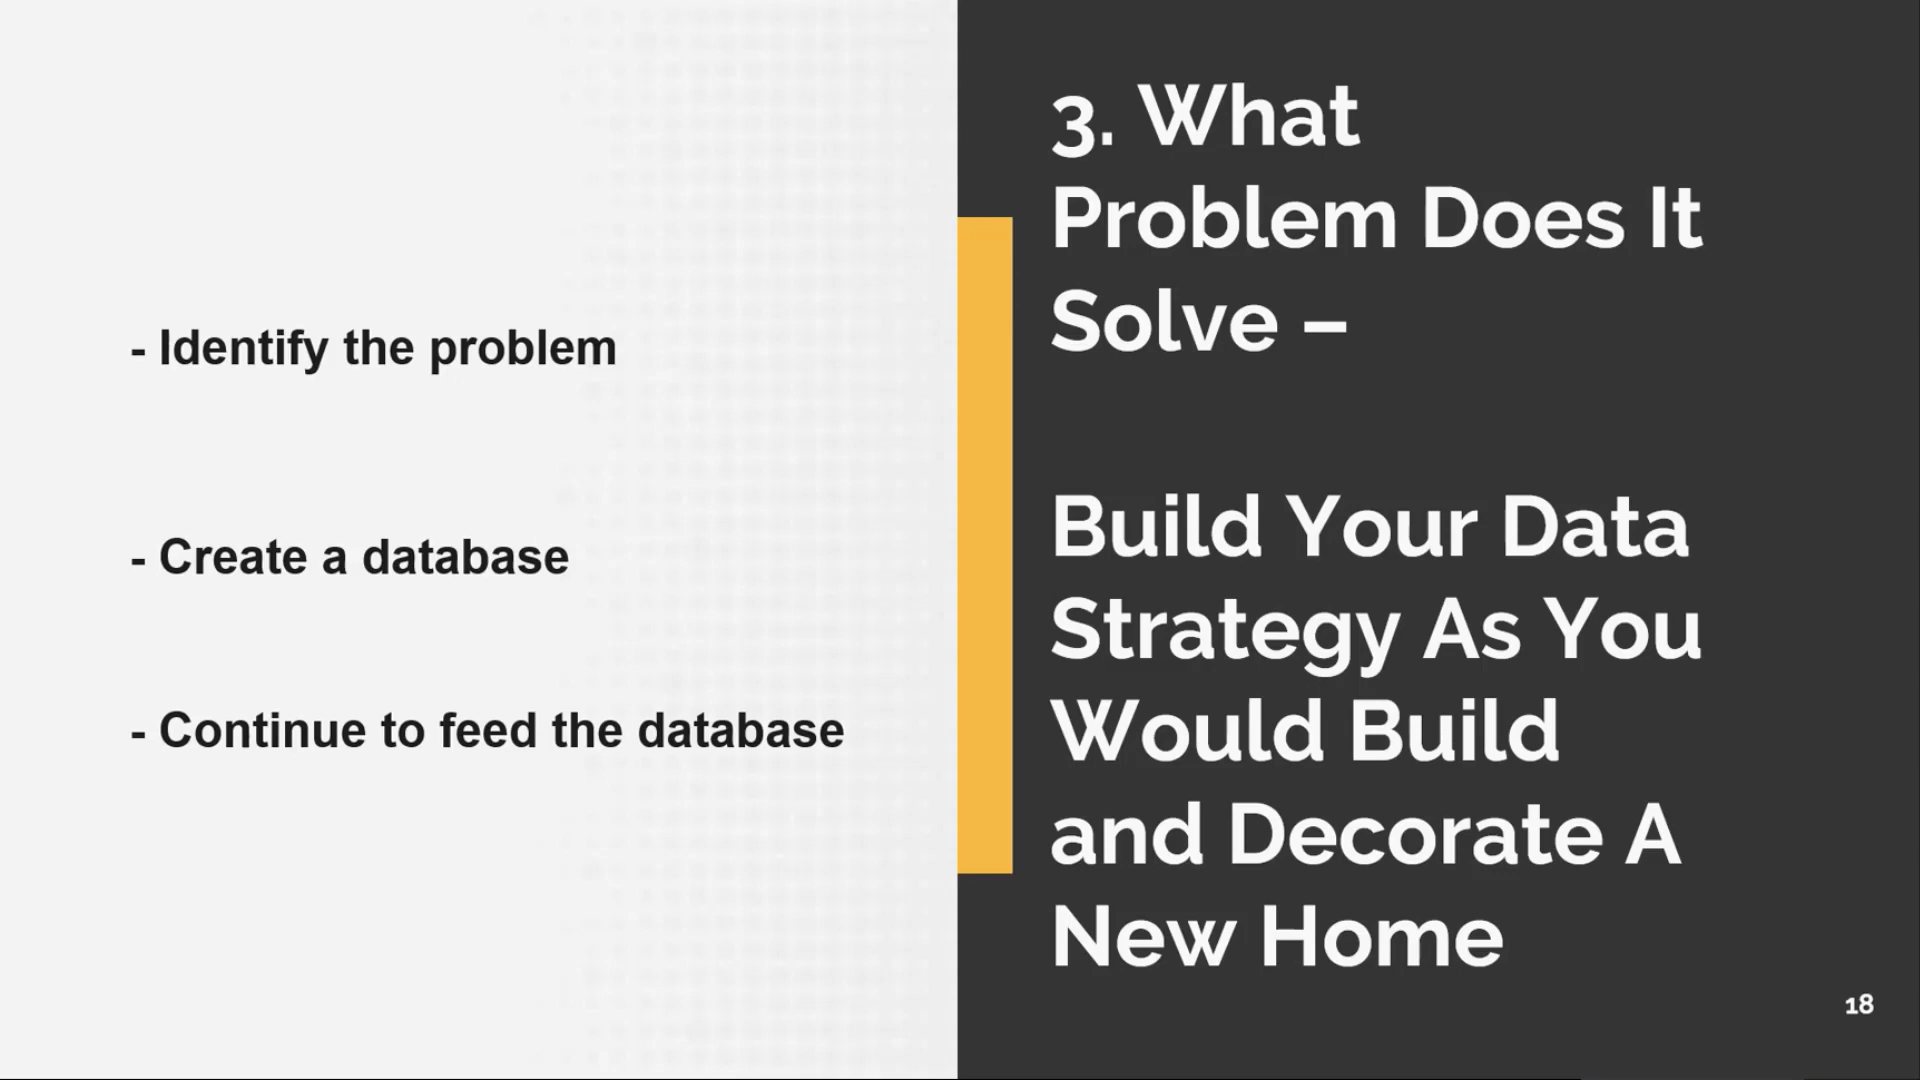 - Identify the problem
- Create a database
- Continue to feed the database
3. What
Problem Does It
Solve –
Build Your Data
Strategy As You
Would Build
and Decorate A
New Home
18